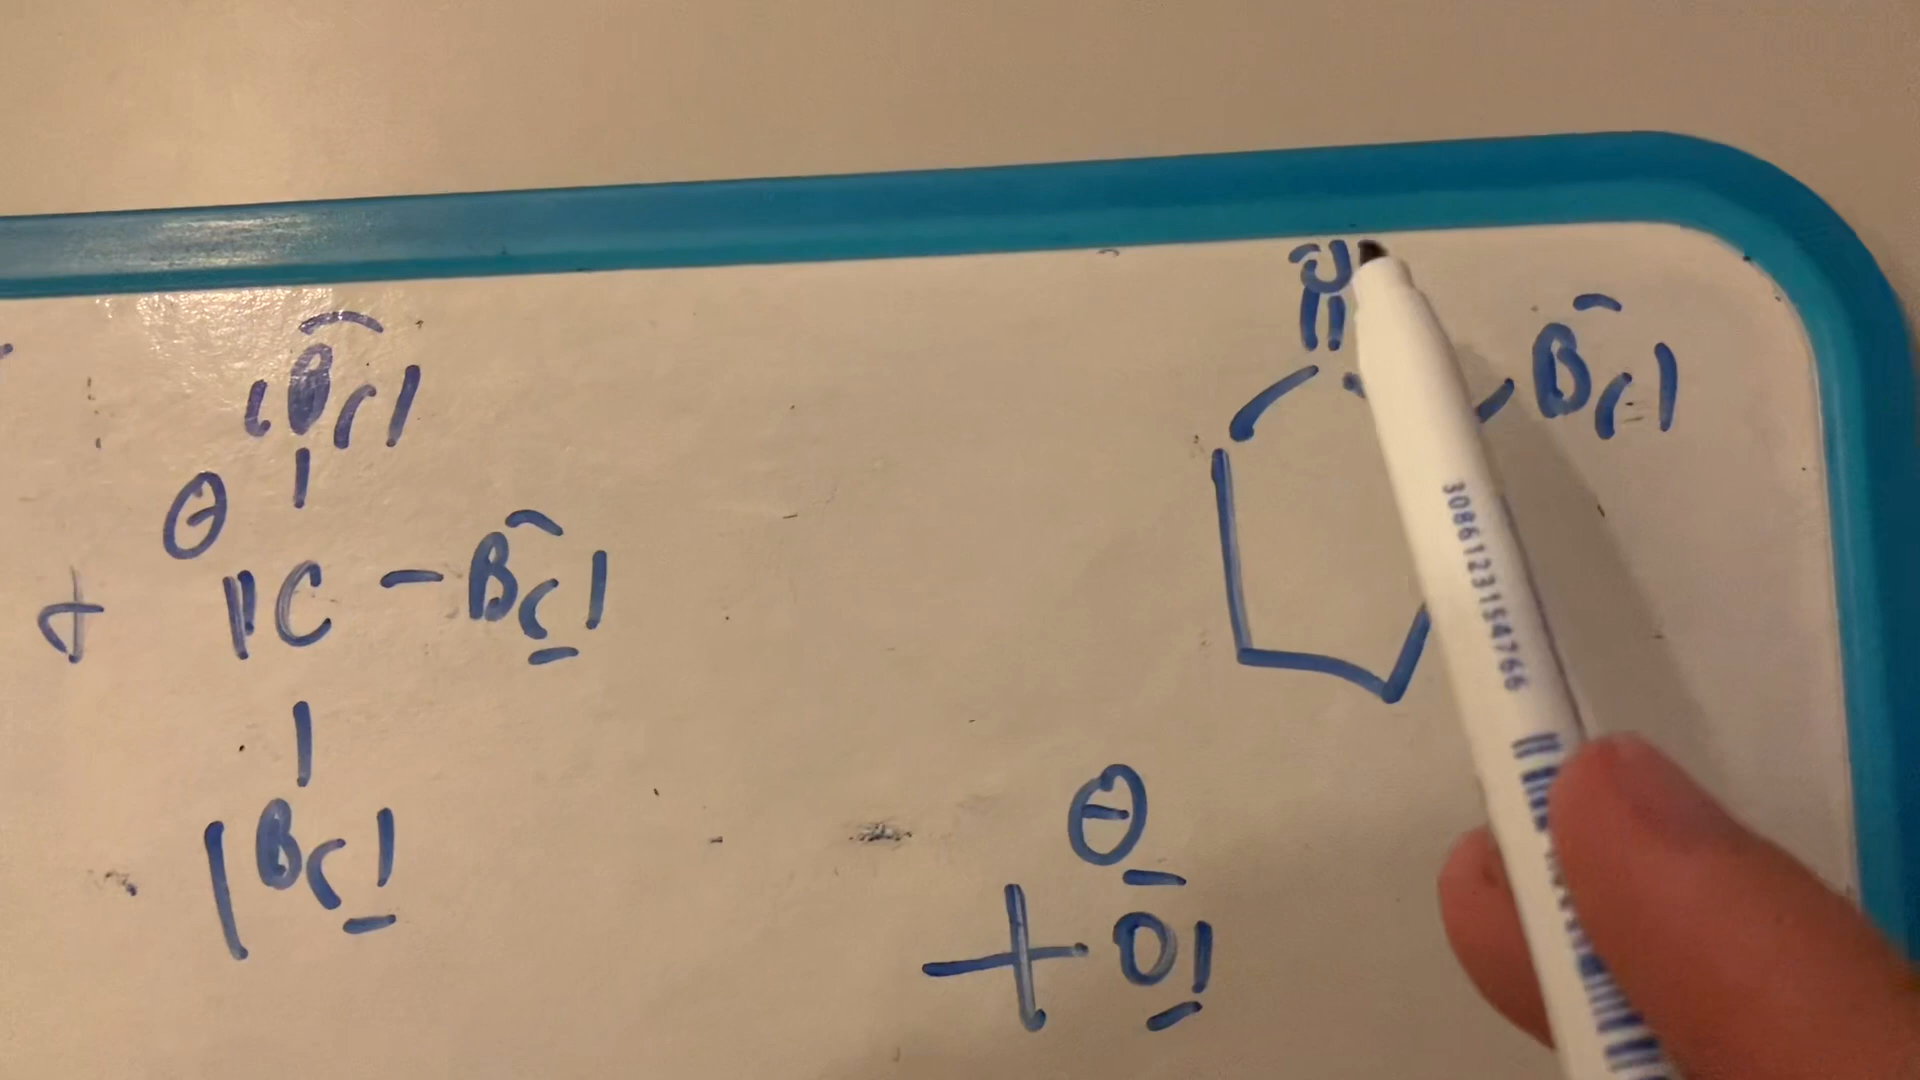 O
Br
Br
⊖
+ C - Br
Br
⊖
+ O
3086123154766